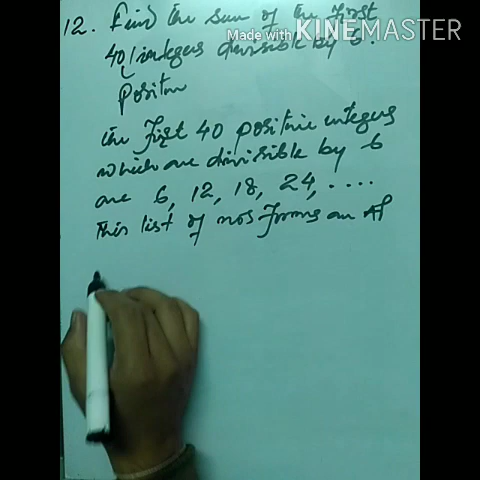 12. Find the sum of the first
Made with KINEMASTER
40 integers divisible by 6.
positive
The first 40 positive integers
which are divisible by 6
are 6, 12, 18, 24, ....
This list of nos forms an AP